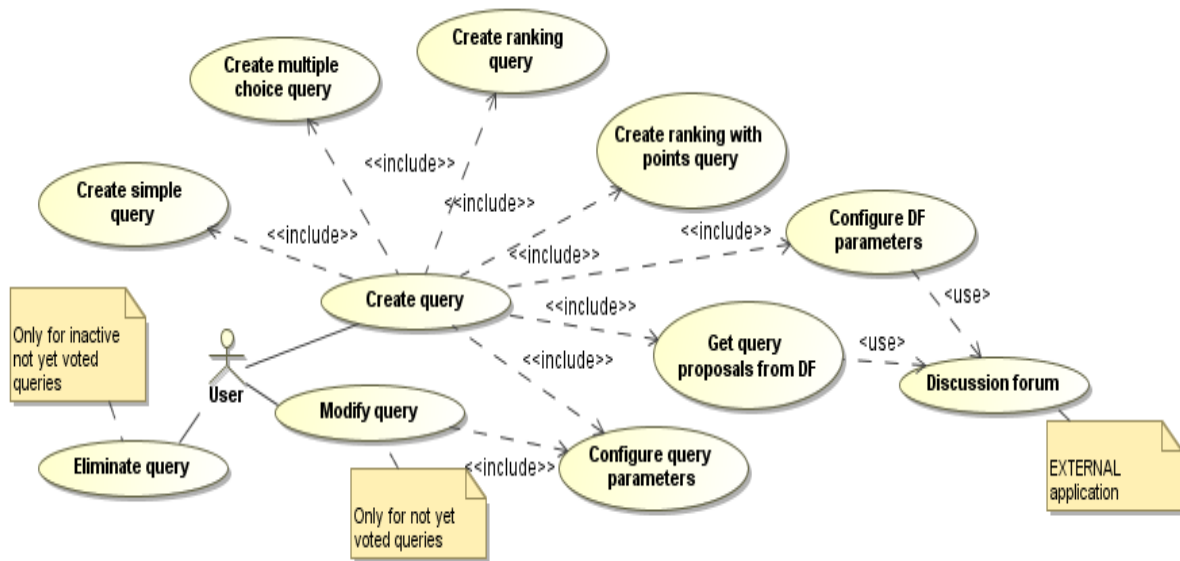 Create ranking
query
Create multiple
choice query
Create ranking with
points query
<<include>>
Create simple
query
<<include>>
Configure DF
parameters
<<include>>
<<include>>
<<include>>
Create query
<<include>>
<use>
Only for inactive
not yet voted
queries
User
<<include>>
Get query
proposals from DF
<use>
Discussion forum
Modify query
Eliminate query
<<include>>
Configure query
parameters
EXTERNAL
application
Only for not yet
voted queries